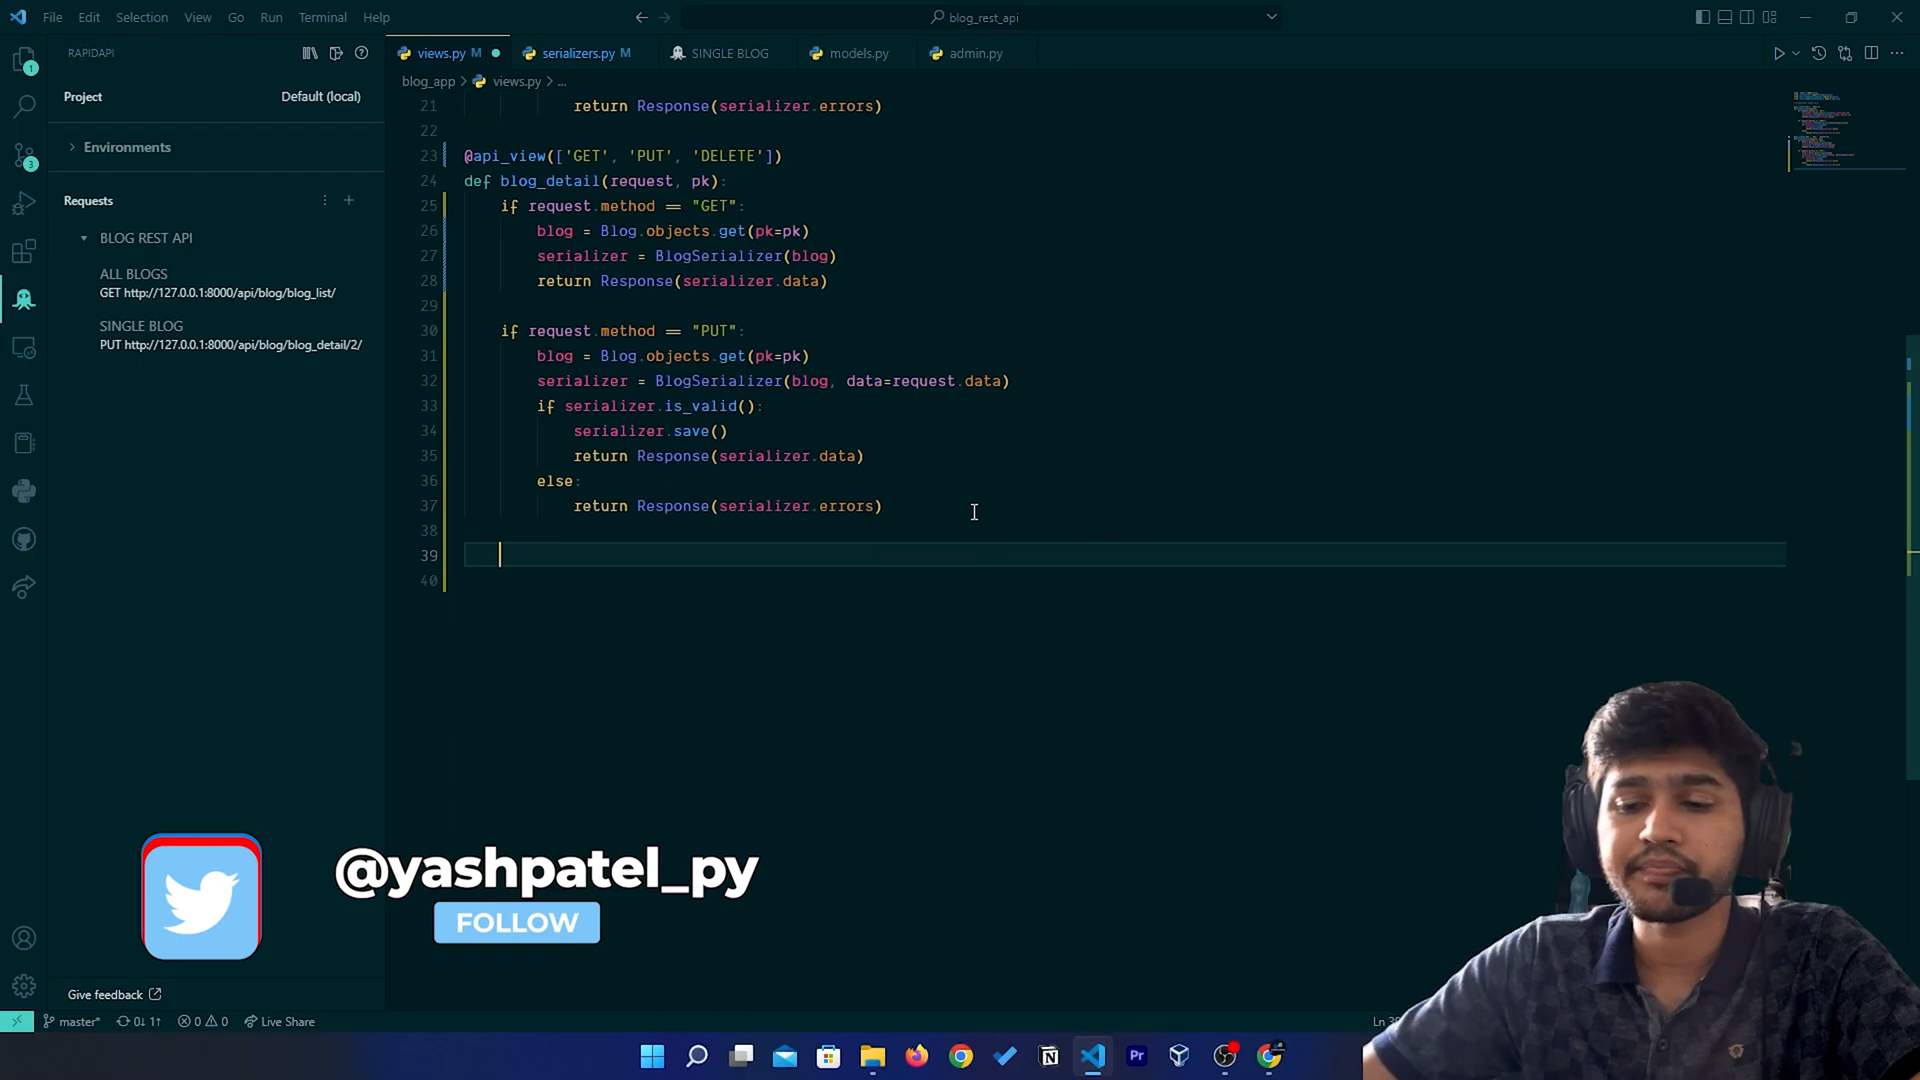 File Edit Selection View Go Run Terminal Help
blog_rest_api
RAPIDAPI
views.py M
serializers.py M
SINGLE BLOG
models.py
admin.py
blog_app > views.py > ...
Project
Default (local)
Environments
Requests
BLOG REST API
ALL BLOGS
GET http://127.0.0.1:8000/api/blog/blog_list/
SINGLE BLOG
PUT http://127.0.0.1:8000/api/blog/blog_detail/2/
1
3
21 return Response(serializer.errors)
22
23 @api_view(['GET', 'PUT', 'DELETE'])
24 def blog_detail(request, pk):
25 if request.method == "GET":
26 blog = Blog.objects.get(pk=pk)
27 serializer = BlogSerializer(blog)
28 return Response(serializer.data)
29
30 if request.method == "PUT":
31 blog = Blog.objects.get(pk=pk)
32 serializer = BlogSerializer(blog, data=request.data)
33 if serializer.is_valid():
34 serializer.save()
35 return Response(serializer.data)
36 else:
37 return Response(serializer.errors)
38
39
40
@yashpatel_py
FOLLOW
Give feedback
master* 0↓ 1↑ 0 0 Live Share
Pr